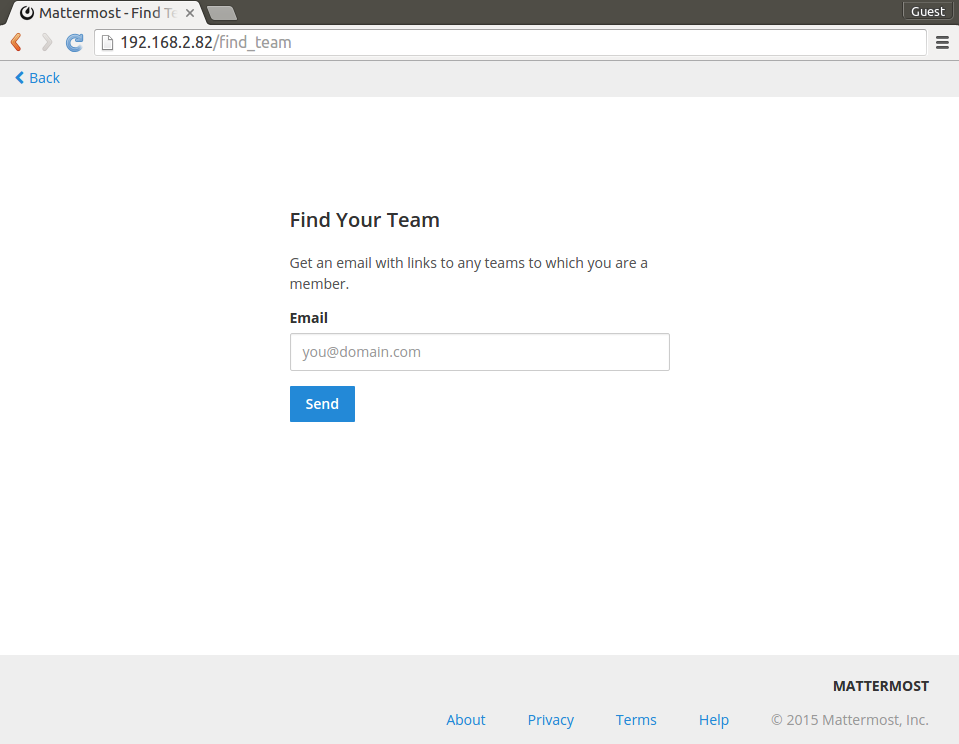 Mattermost - Find Te
Guest
192.168.2.82/find_team
Back
Find Your Team
Get an email with links to any teams to which you are a
member.
Email
you@domain.com
Send
MATTERMOST
About Privacy Terms Help © 2015 Mattermost, Inc.